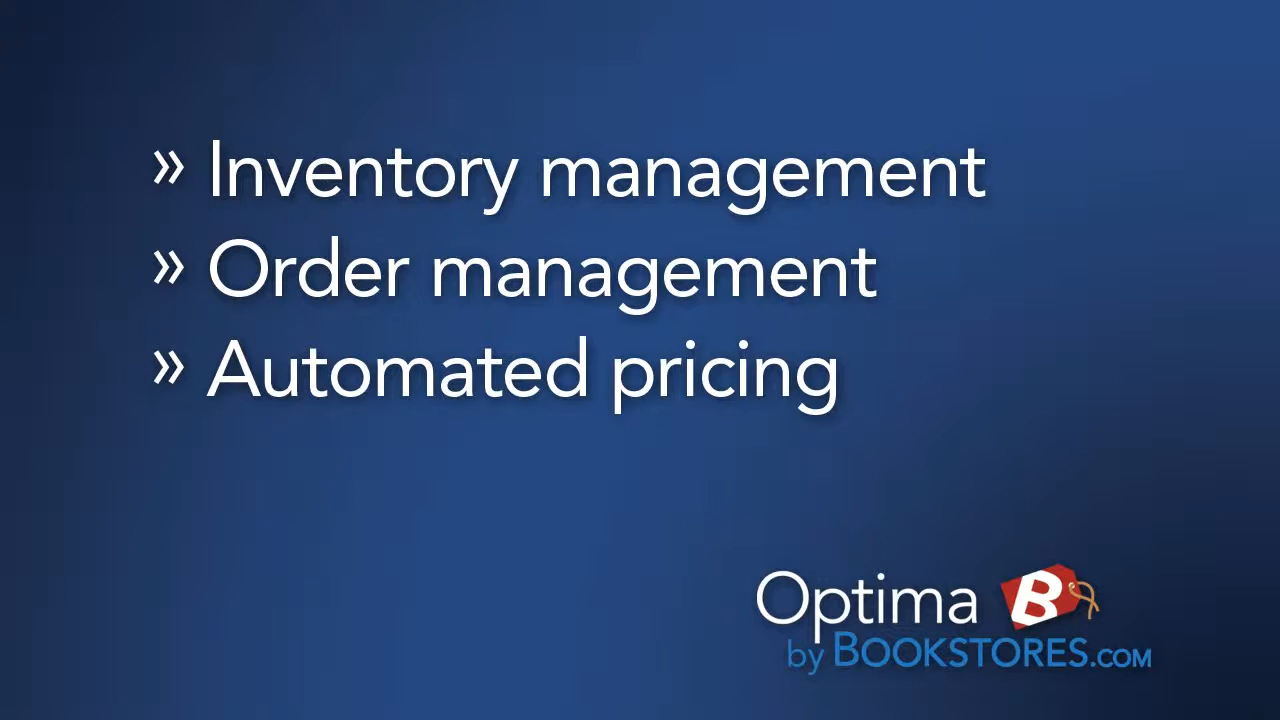 » Inventory management
» Order management
» Automated pricing
Optima B
by BOOKSTORES.COM